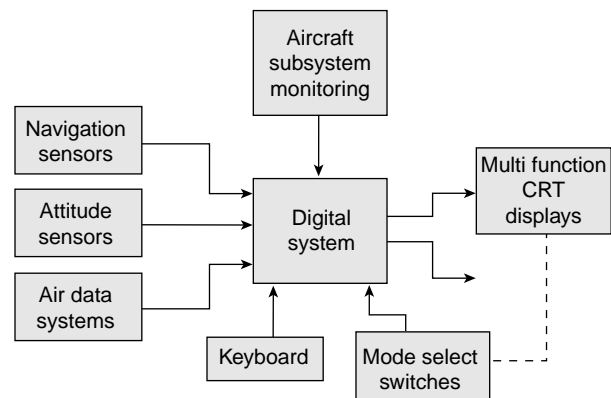 Aircraft
subsystem
monitoring
Navigation
sensors
Attitude
sensors
Air data
systems
Digital
system
Multi function
CRT
displays
Keyboard
Mode select
switches